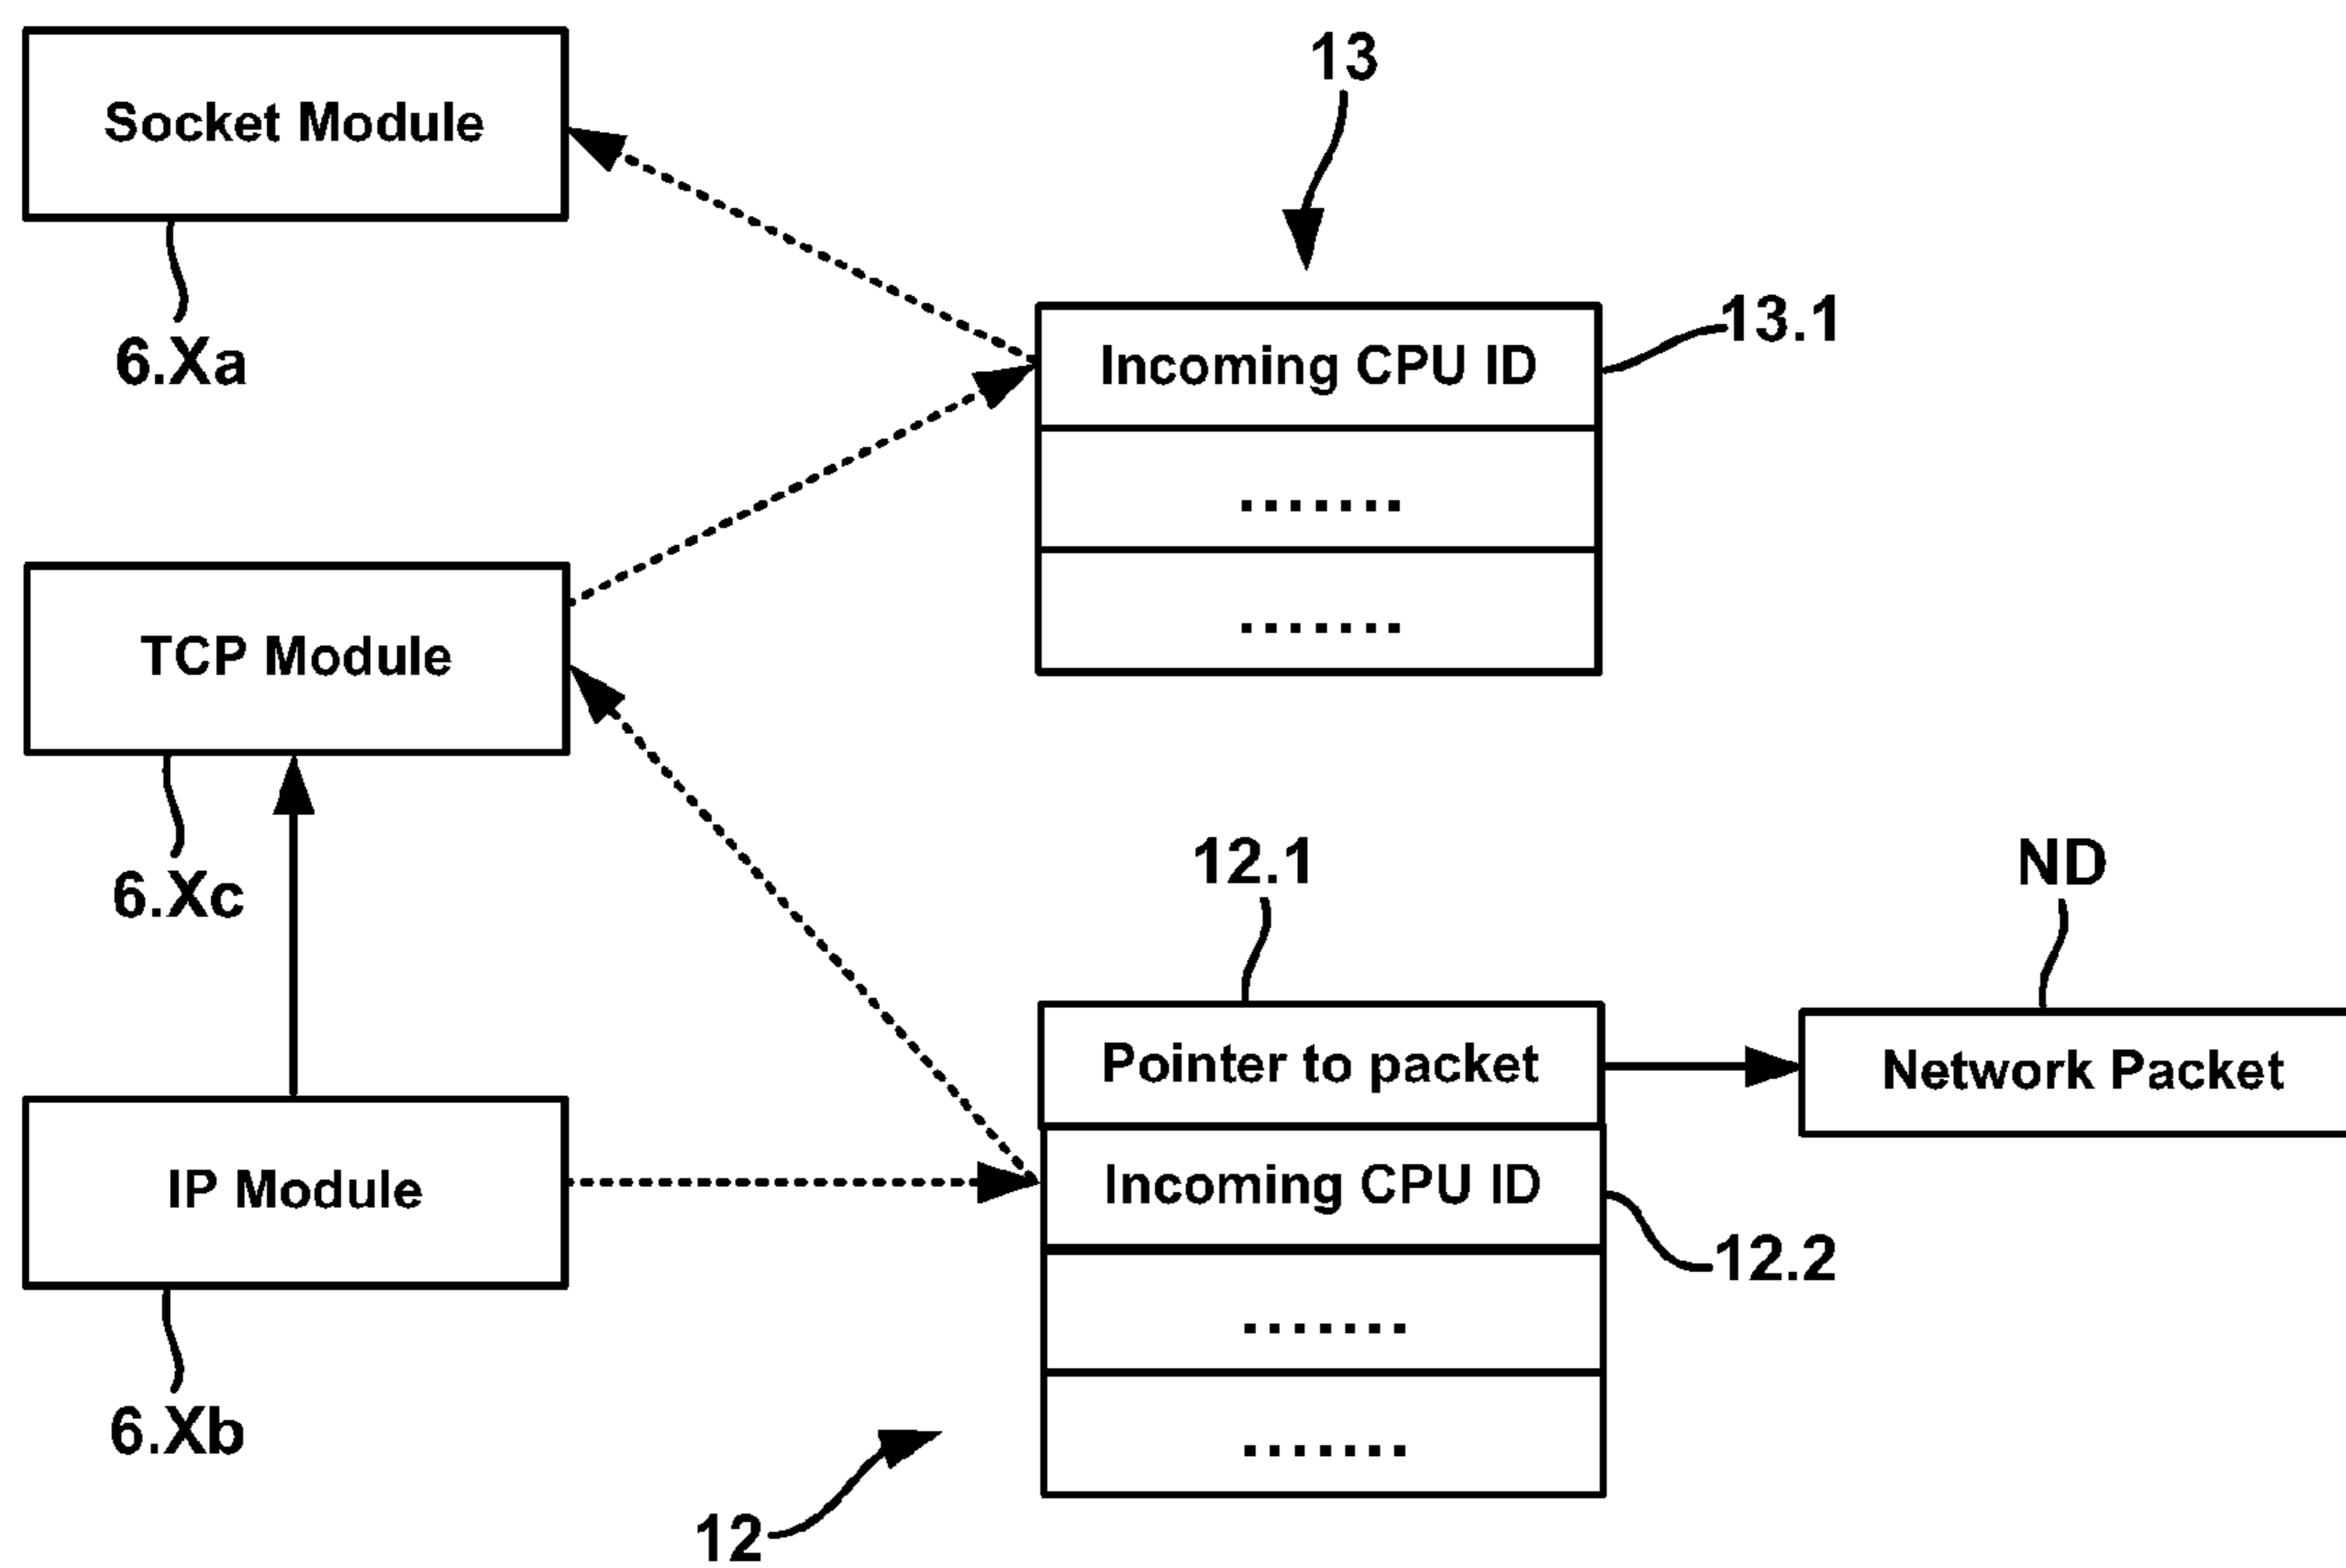 13
Socket Module
13.1
6.Xa
Incoming CPU ID
.......
.......
TCP Module
12.1
ND
6.Xc
Pointer to packet
Network Packet
IP Module
Incoming CPU ID
12.2
.......
6.Xb
.......
12